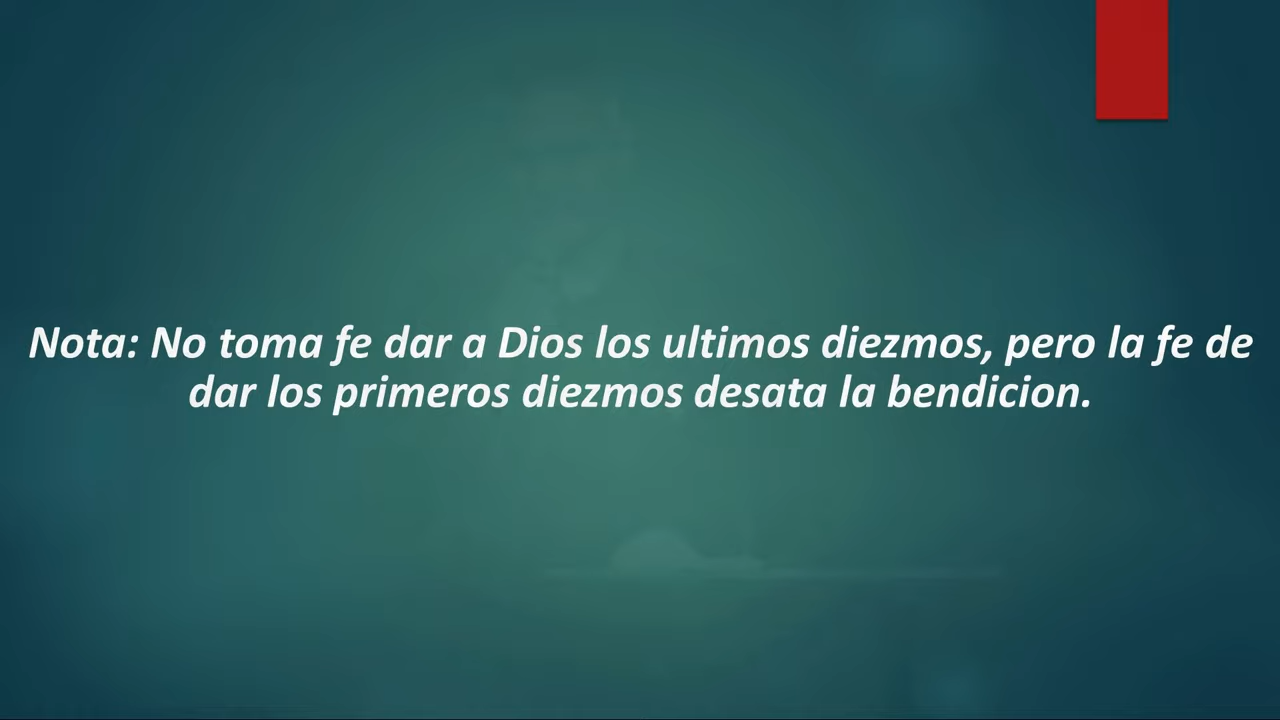 Nota: No toma fe dar a Dios los ultimos diezmos, pero la fe de
dar los primeros diezmos desata la bendicion.